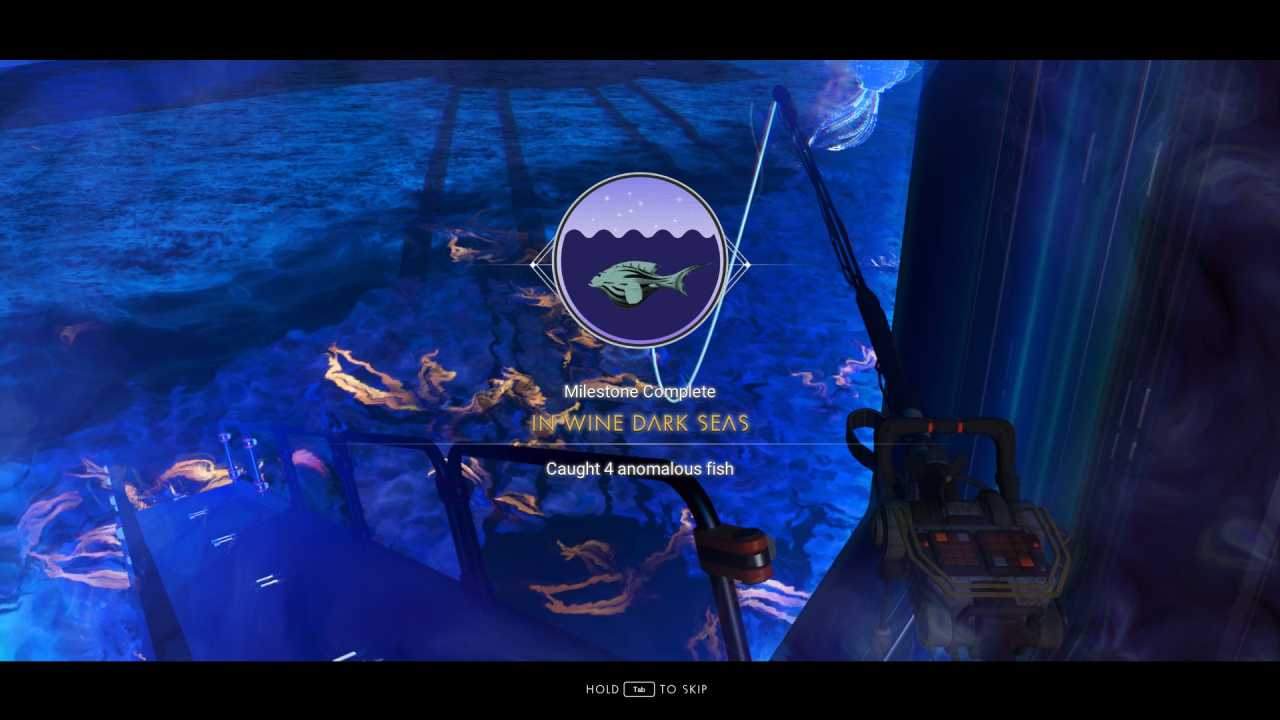 Milestone Complete
IN WINE DARK SEAS
Caught 4 anomalous fish
HOLD Tab TO SKIP